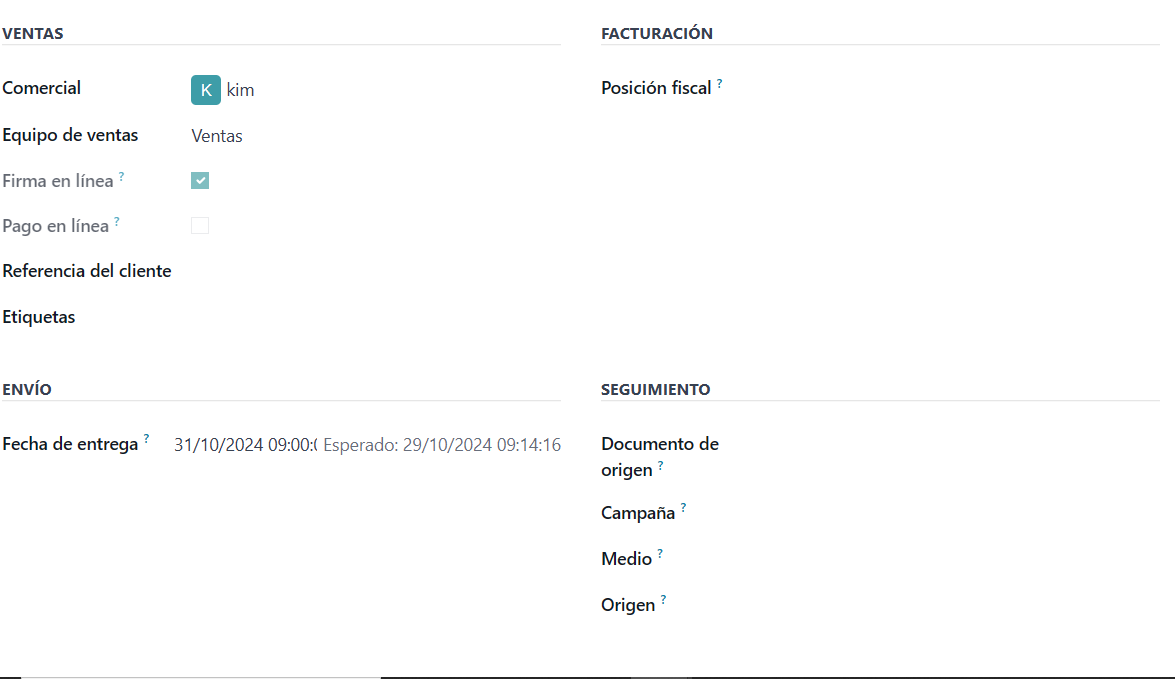 VENTAS
Comercial K kim
Equipo de ventas Ventas
Firma en línea ?
Pago en línea ?
Referencia del cliente
Etiquetas
FACTURACIÓN
Posición fiscal ?
ENVÍO
Fecha de entrega ? 31/10/2024 09:00:( Esperado: 29/10/2024 09:14:16
SEGUIMIENTO
Documento de
origen ?
Campaña ?
Medio ?
Origen ?